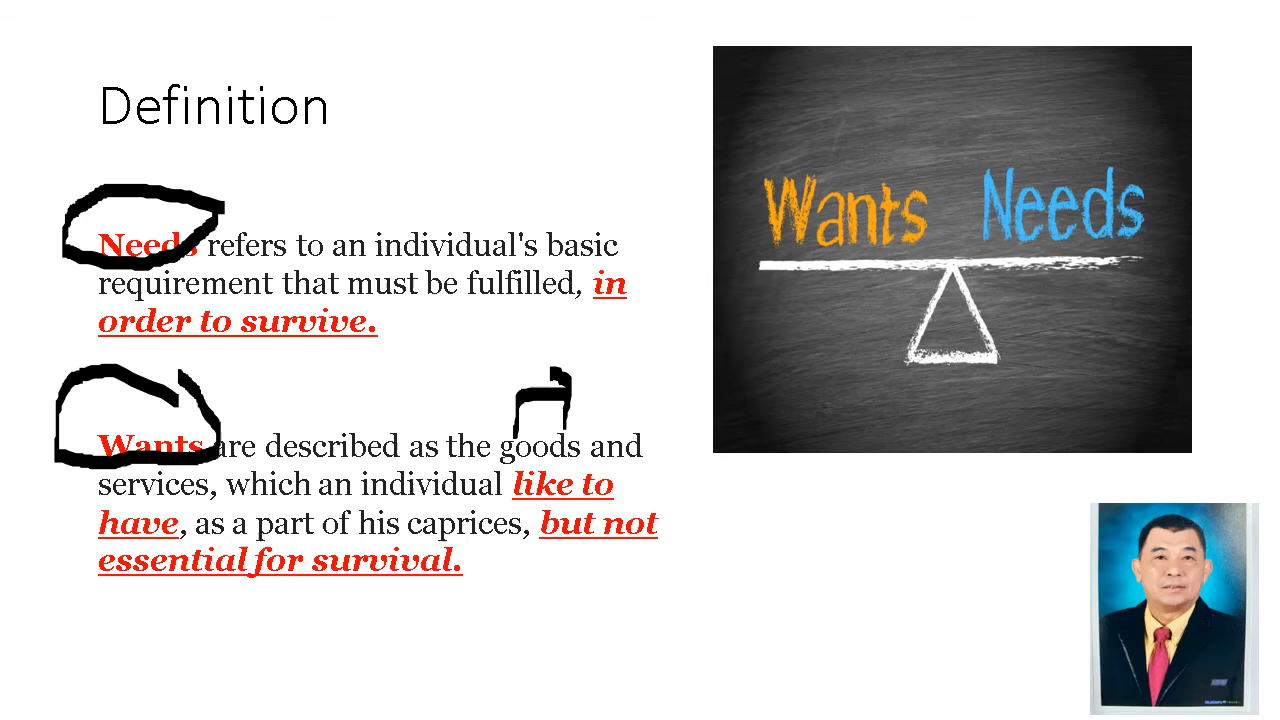 Definition
Needs refers to an individual's basic
requirement that must be fulfilled, in
order to survive.
Wants are described as the goods and
services, which an individual like to
have, as a part of his caprices, but not
essential for survival.
Wants Needs